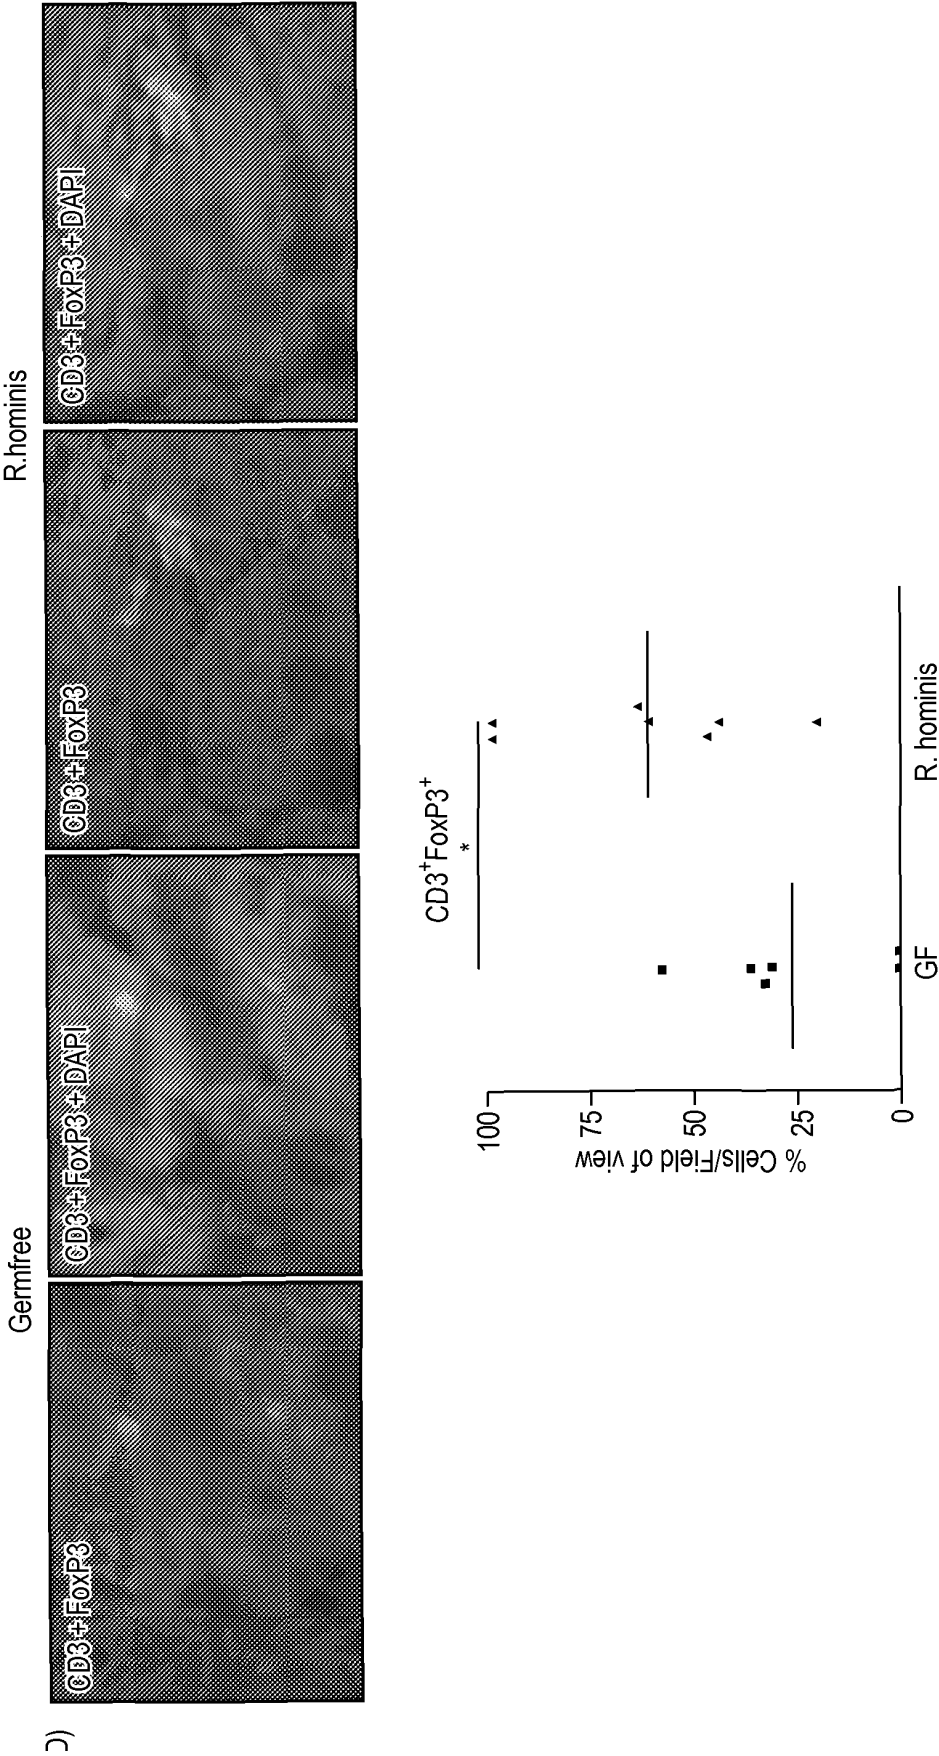 D)
Germfree
R.hominis
CD3+FoxP3
CD3+FoxP3 + DAPI
CD3+FoxP3
CD3+FoxP3 + DAPI
CD3+FoxP3+
*
% Cells/Field of view
100
75
50
25
0
GF
R. hominis